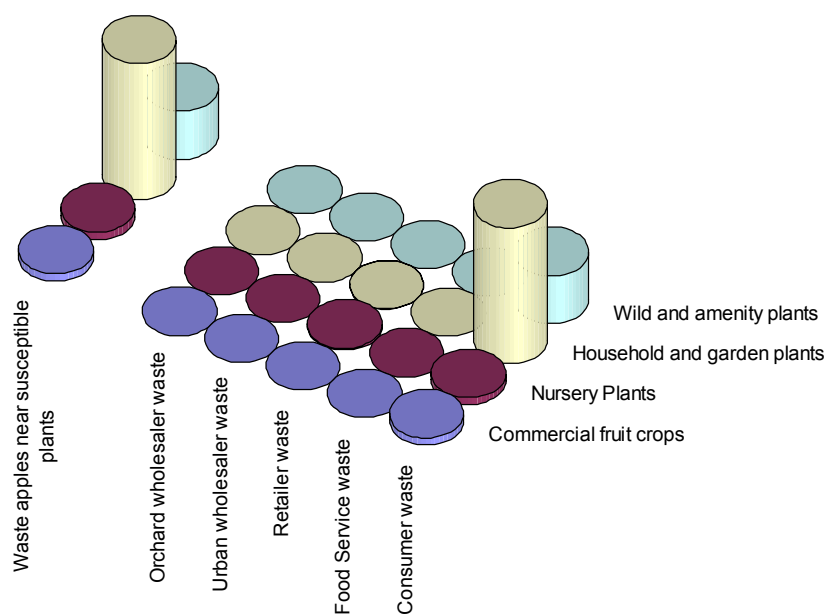 Wild and amenity plants
Household and garden plants
Nursery Plants
Commercial fruit crops
Waste apples near susceptible
plants
Orchard wholesaler waste
Urban wholesaler waste
Retailer waste
Food Service waste
Consumer waste